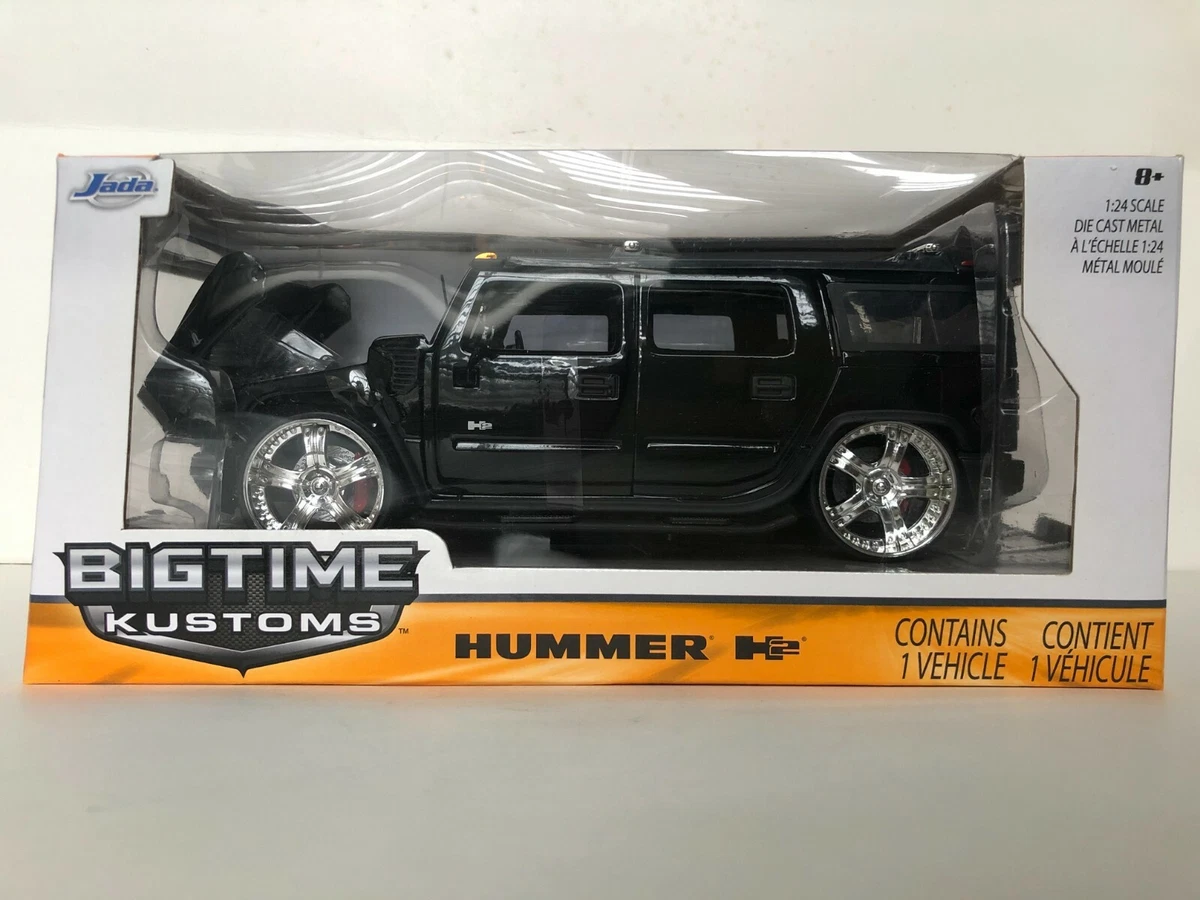 Jada
8+
1:24 SCALE
DIE CAST METAL
À L'ÉCHELLE 1:24
MÉTAL MOULÉ
H2
BIGTIME
KUSTOMS™
HUMMER® H2®
CONTAINS
1 VEHICLE
CONTIENT
1 VÉHICULE